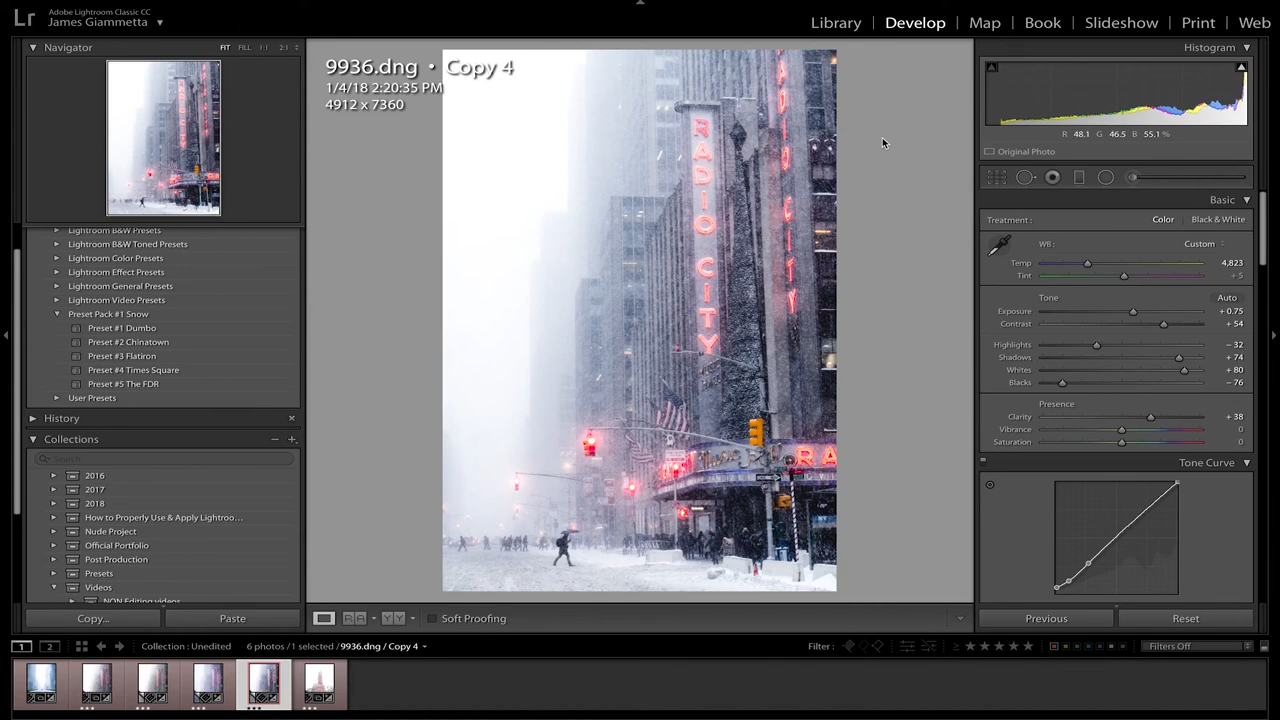 Lr
Adobe Lightroom Classic CC
James Giammetta
Library | Develop | Map | Book | Slideshow | Print | Web
Navigator
FIT FILL 1:1 2:1
9936.dng • Copy 4
1/4/18 2:20:35 PM
4912 x 7360
RADIO CITY
RADIO CITY
RA
Lightroom B&W Presets
Lightroom B&W Toned Presets
Lightroom Color Presets
Lightroom Effect Presets
Lightroom General Presets
Lightroom Video Presets
Preset Pack #1 Snow
Preset #1 Dumbo
Preset #2 Chinatown
Preset #3 Flatiron
Preset #4 Times Square
Preset #5 The FDR
User Presets
History
Collections
Search
2016
2017
2018
How to Properly Use & Apply Lightroo...
Nude Project
Official Portfolio
Post Production
Presets
Videos
NON Editing videos
Copy...
Paste
Histogram
R 48.1 G 46.5 B 55.1 %
Original Photo
Basic
Treatment : Color Black & White
WB : Custom
Temp 4,823
Tint + 5
Tone Auto
Exposure + 0.75
Contrast + 54
Highlights − 32
Shadows + 74
Whites + 80
Blacks − 76
Presence
Clarity + 38
Vibrance 0
Saturation 0
Tone Curve
Previous
Reset
Soft Proofing
1 2
Collection : Unedited 6 photos / 1 selected / 9936.dng / Copy 4
Filter :
Filters Off